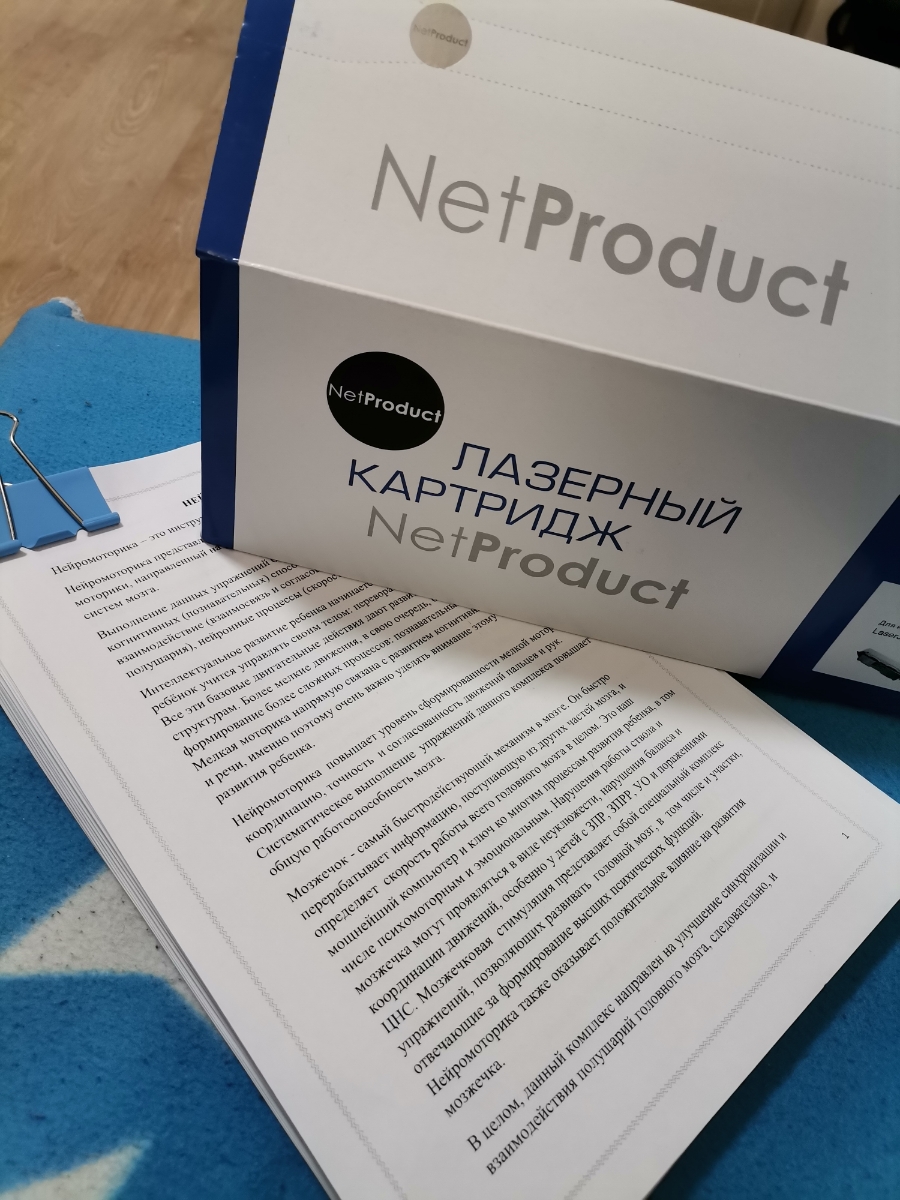 NetProduct
NetProduct
NetProduct
ЛАЗЕРНЫЙ
КАРТРИДЖ
NetProduct
Для
LaserJ
НЕЙ
Нейромоторика – это инстру
Нейромоторика представл
моторики, направленный на
систем мозга.
Выполнение данных упражнений
когнитивных (познавательных) спосо
взаимодействие (взаимосвязь и согласо
полушария), нейронные процессы (скорос
Интеллектуальное развитие ребенка начинает
ребёнок учится управлять своим телом: перевора
Все эти базовые двигательные действия дают разви
структурам. Более мелкие движения, в свою очередь,
формирование более сложных процессов: познавательны
Мелкая моторика напрямую связана с развитием когнитивн
и речи, именно поэтому очень важно уделять внимание этому
развития ребенка.
Нейромоторика повышает уровень сформированности мелкой мотор
координацию, точность и согласованность движений пальцев и рук.
Систематическое выполнение упражнений данного комплекса повышает
общую работоспособность мозга.
Мозжечок - самый быстродействующий механизм в мозге. Он быстро
перерабатывает информацию, поступающую из других частей мозга, и
определяет скорость работы всего головного мозга в целом. Это наш
мощнейший компьютер и ключ ко многим процессам развития ребенка, в том
числе психомоторным и эмоциональным. Нарушения работы ствола и
мозжечка могут проявляться в виде неуклюжести, нарушения баланса и
координации движений, особенно у детей с ЗПР, ЗПРР, УО и поражениями
ЦНС. Мозжечковая стимуляция представляет собой специальный комплекс
упражнений, позволяющих развивать головной мозг, в том числе и участки,
отвечающие за формирование высших психических функций.
Нейромоторика также оказывает положительное влияние на развитие
мозжечка.
В целом, данный комплекс направлен на улучшение синхронизации и
взаимодействия полушарий головного мозга, следовательно, и
1